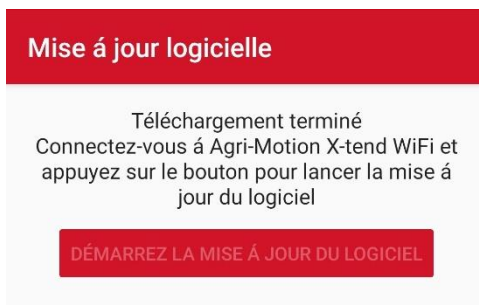 Mise á jour logicielle
Téléchargement terminé
Connectez-vous á Agri-Motion X-tend WiFi et
appuyez sur le bouton pour lancer la mise á
jour du logiciel
DÉMARREZ LA MISE Á JOUR DU LOGICIEL